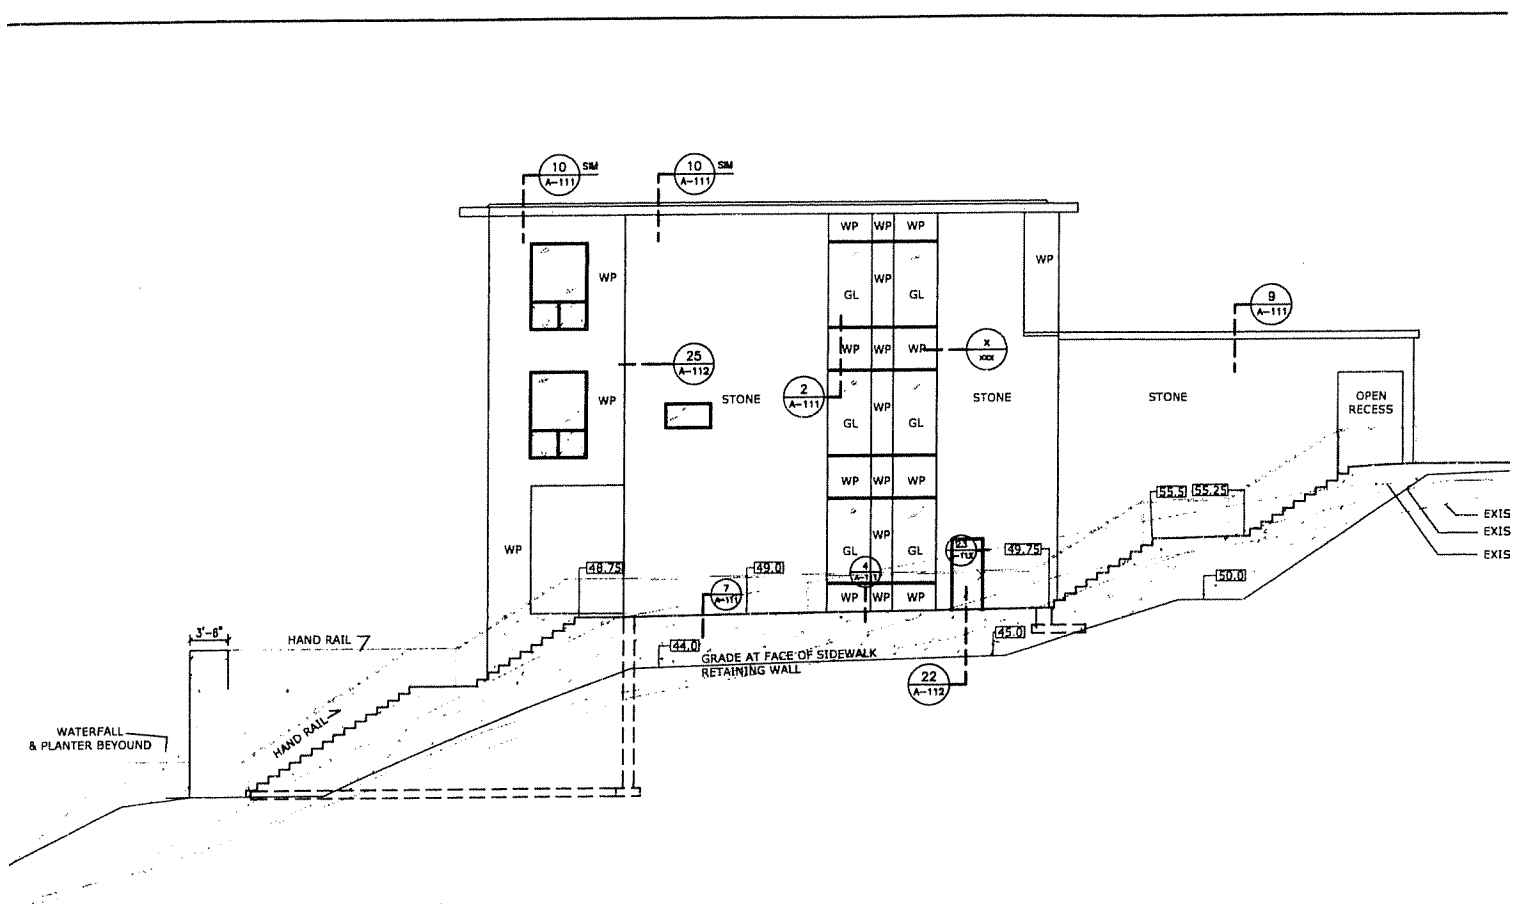 10 SIM
A-111
10 SIM
A-111
WP WP WP
WP
WP
WP
GL GL
9
A-111
25
A-112
WP WP WP
X
XXX
2
A-111
WP
STONE
WP
STONE
STONE
OPEN
RECESS
GL GL
WP WP WP
55.5 55.25
EXIS
EXIS
EXIS
WP
WP
GL GL
23
49.75
48.75
49.0
4
A-111
50.0
7
A-111
WP WP WP
3'-6"
HAND RAIL
44.0
45.0
GRADE AT FACE OF SIDEWALK
RETAINING WALL
22
A-112
HAND RAIL
WATERFALL
& PLANTER BEYOUND